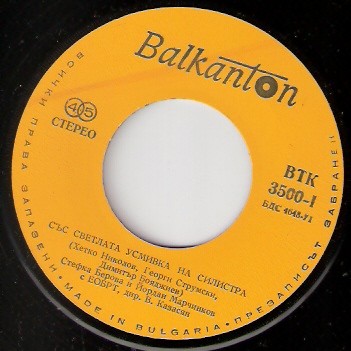 Balkanton
45
СТЕРЕО
ВТК
3500-I
БДС 4643-71
СЪС СВЕТЛАТА УСМИВКА НА СИЛИСТРА
(Хетко Николов, Георги Струмски,
Димитър Бояджиев)
Стефка Берова и Йордан Марчинков
с ЕОБРТ, дир. В. Казасян
ВСИЧКИ ПРАВА ЗАПАЗЕНИ • MADE IN BULGARIA • ПРЕЗАПИСЪТ ЗАБРАНЕН!